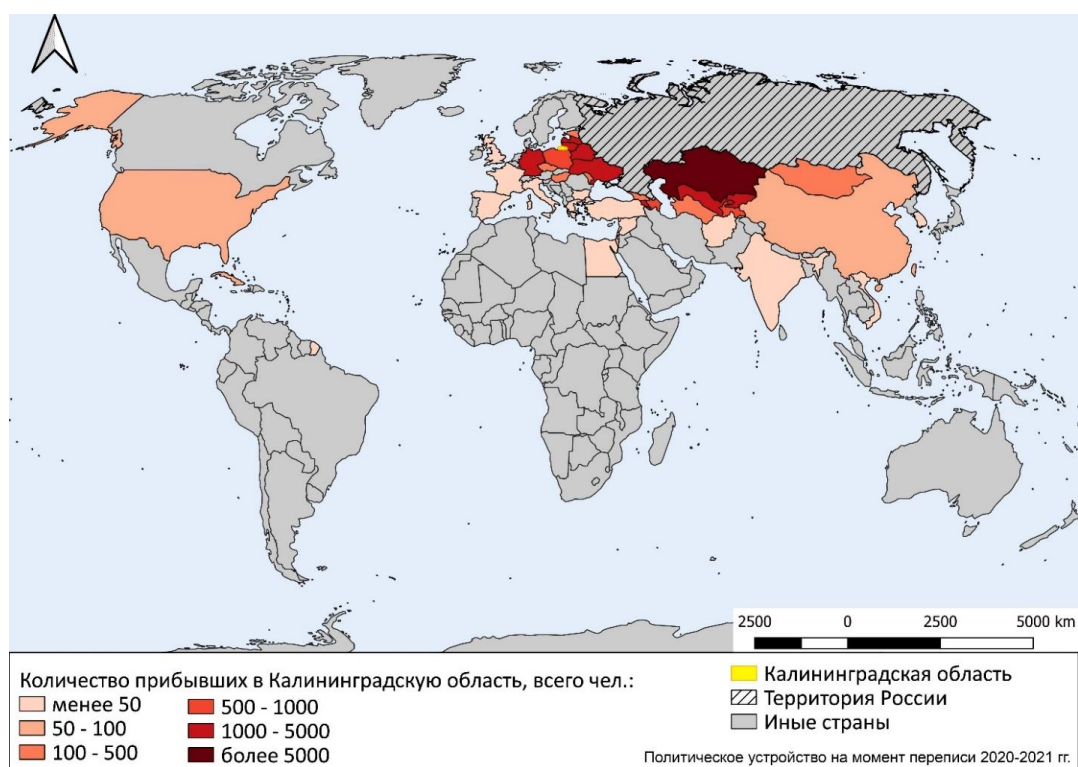 2500 0 2500 5000 km
Количество прибывших в Калининградскую область, всего чел.:
менее 50
50 - 100
100 - 500
500 - 1000
1000 - 5000
более 5000
Калининградская область
Территория России
Иные страны
Политическое устройство на момент переписи 2020-2021 гг.